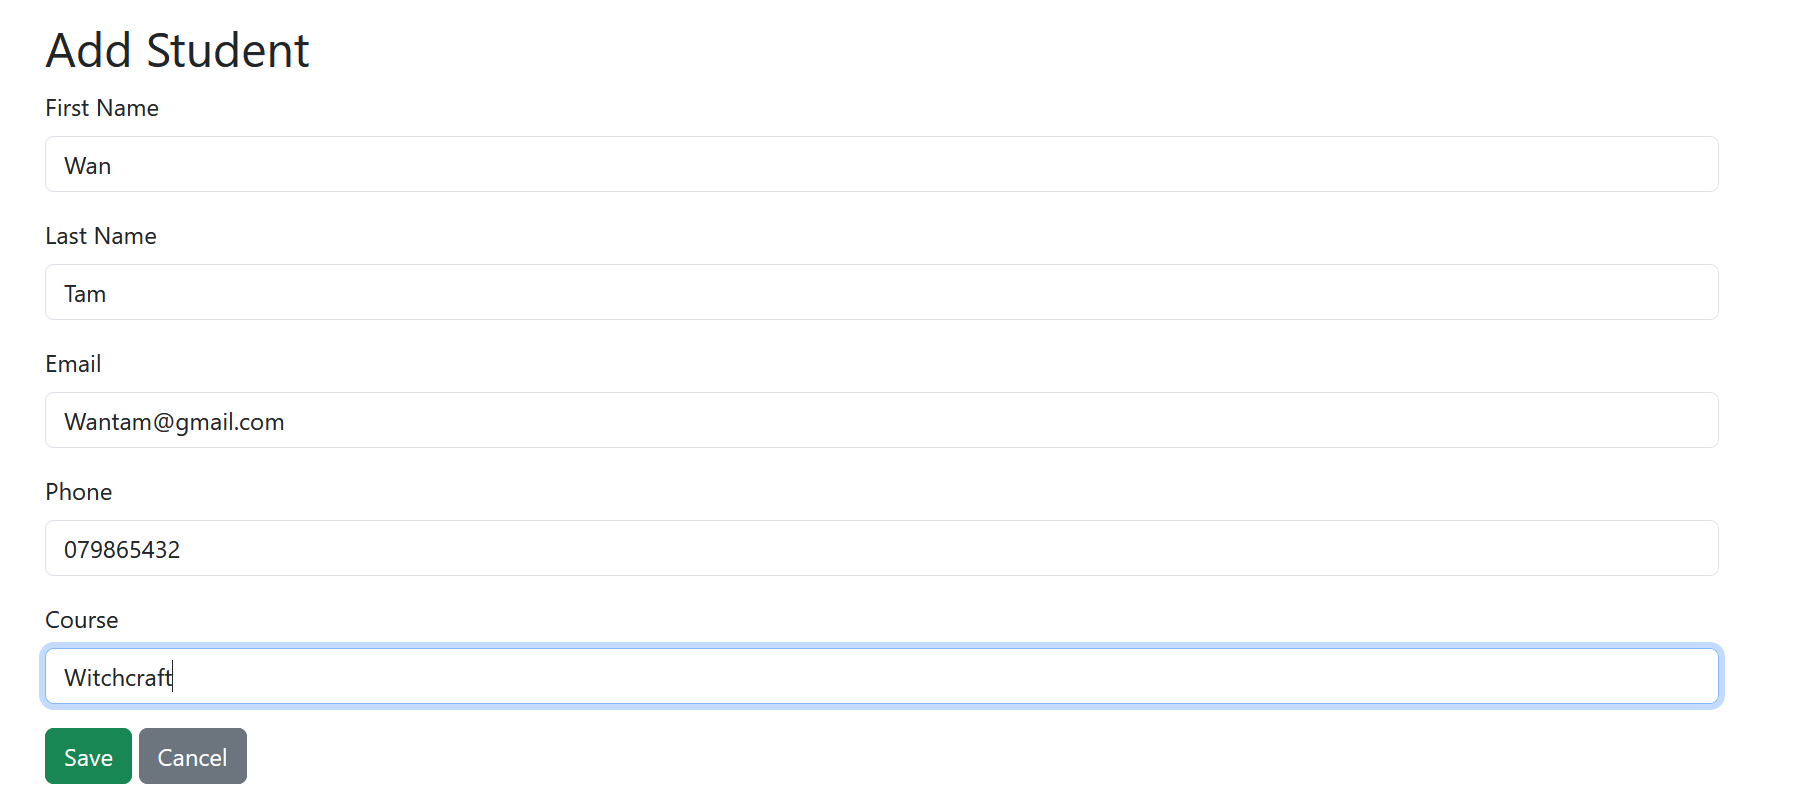 Add Student
First Name
Wan
Last Name
Tam
Email
Wantam@gmail.com
Phone
079865432
Course
Witchcraft
Save Cancel